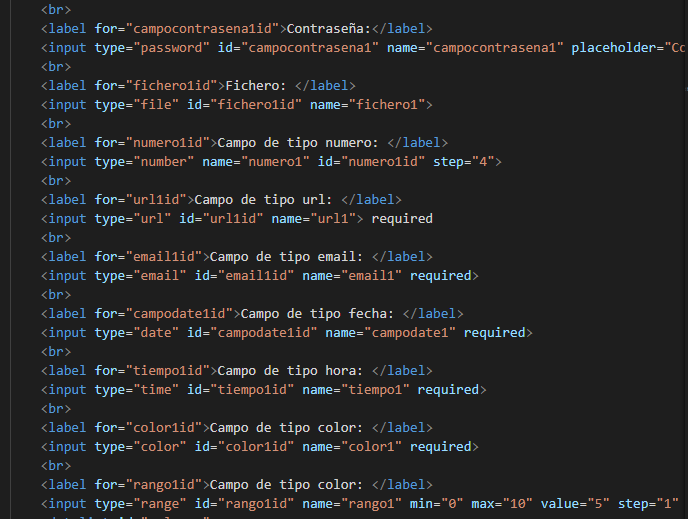 <br>
<label for="campocontrasena1id">Contraseña:</label>
<input type="password" id="campocontrasena1" name="campocontrasena1" placeholder="Co
<br>
<label for="fichero1id">Fichero: </label>
<input type="file" id="fichero1id" name="fichero1">
<br>
<label for="numero1id">Campo de tipo numero: </label>
<input type="number" name="numero1" id="numero1id" step="4">
<br>
<label for="url1id">Campo de tipo url: </label>
<input type="url" id="url1id" name="url1"> required
<br>
<label for="email1id">Campo de tipo email: </label>
<input type="email" id="email1id" name="email1" required>
<br>
<label for="campodate1id">Campo de tipo fecha: </label>
<input type="date" id="campodate1id" name="campodate1" required>
<br>
<label for="tiempo1id">Campo de tipo hora: </label>
<input type="time" id="tiempo1id" name="tiempo1" required>
<br>
<label for="color1id">Campo de tipo color: </label>
<input type="color" id="color1id" name="color1" required>
<br>
<label for="rango1id">Campo de tipo color: </label>
<input type="range" id="rango1id" name="rango1" min="0" max="10" value="5" step="1"